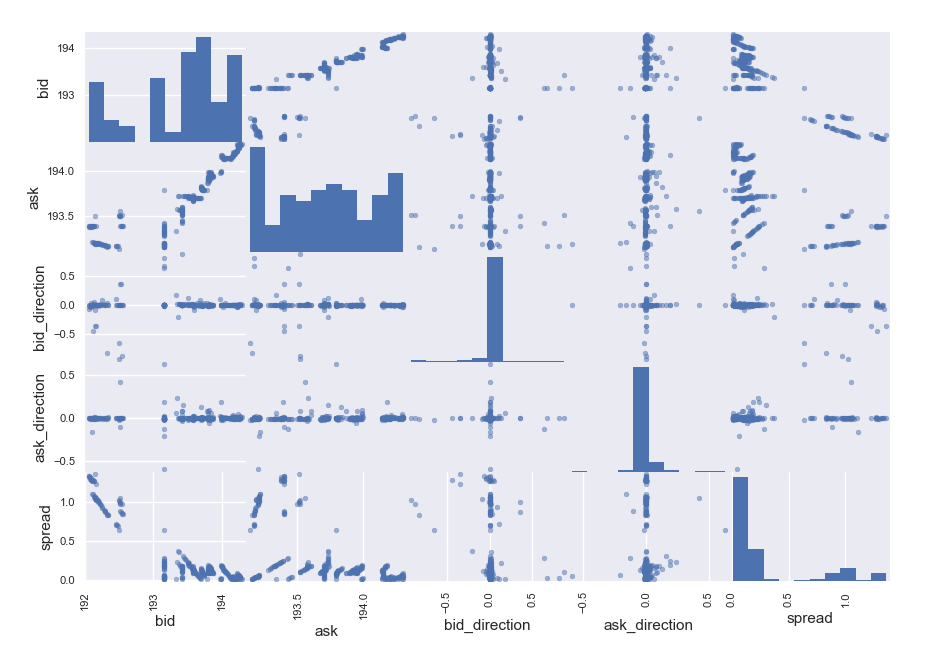 194
193
bid
194.0
193.5
ask
0.5
0.0
−0.5
bid_direction
0.5
0.0
−0.5
ask_direction
1.0
0.5
0.0
spread
192 193 194 193.5 194.0 −0.5 0.0 0.5 −0.5 0.0 0.5 0.0 0.5 1.0
bid ask bid_direction ask_direction spread